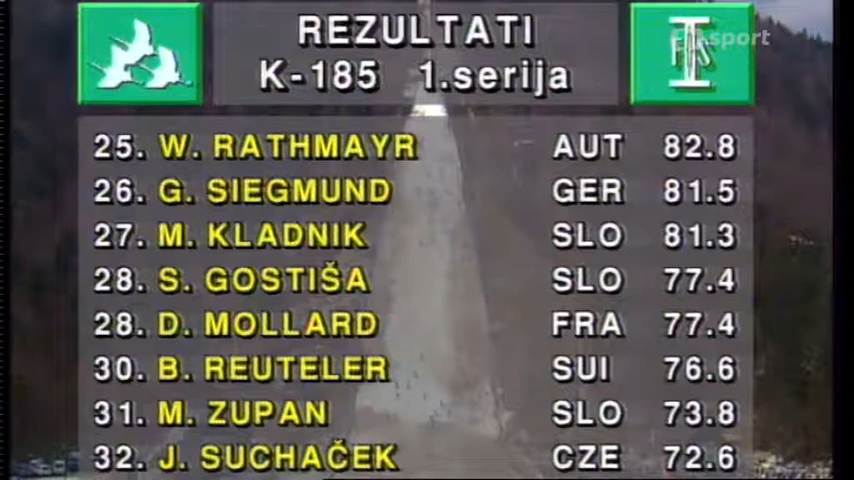 REZULTATI
K-185 1.serija
sport
25. W. RATHMAYR AUT 82.8
26. G. SIEGMUND GER 81.5
27. M. KLADNIK SLO 81.3
28. S. GOSTIŠA SLO 77.4
28. D. MOLLARD FRA 77.4
30. B. REUTELER SUI 76.6
31. M. ZUPAN SLO 73.8
32. J. SUCHAČEK CZE 72.6